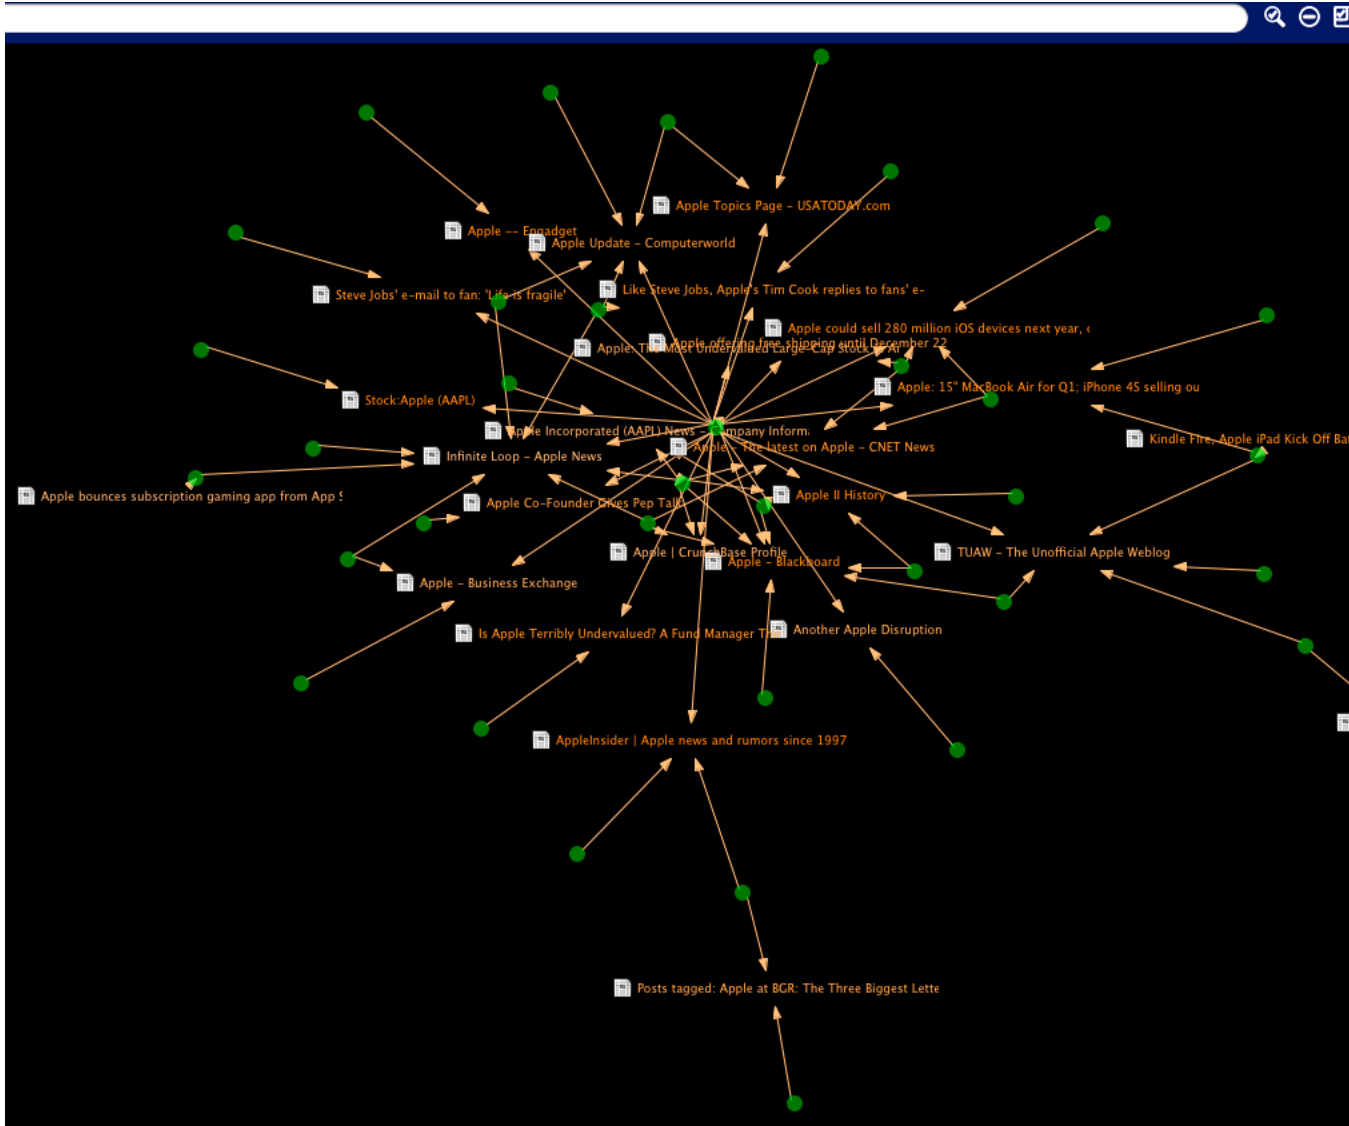 Apple Topics Page - USATODAY.com
Apple -- Engadget
Apple Update - Computerworld
Like Steve Jobs, Apple's Tim Cook replies to fans' e-
Steve Jobs' e-mail to fan: 'Life is fragile'
Apple could sell 280 million iOS devices next year, c
Apple offering free shipping until December 22
Apple: The Most Undervalued Large-Cap Stock in Am
Apple: 15" MacBook Air for Q1; iPhone 4S selling ou
Stock:Apple (AAPL)
Apple Incorporated (AAPL) News - Company Informa
Kindle Fire, Apple iPad Kick Off Bat
Apple - The latest on Apple - CNET News
Infinite Loop - Apple News
Apple bounces subscription gaming app from App S
Apple II History
Apple Co-Founder Gives Pep Talk
Apple | CrunchBase Profile
TUAW - The Unofficial Apple Weblog
Apple - Blackboard
Apple - Business Exchange
Another Apple Disruption
Is Apple Terribly Undervalued? A Fund Manager
AppleInsider | Apple news and rumors since 1997
Posts tagged: Apple at BGR: The Three Biggest Lette